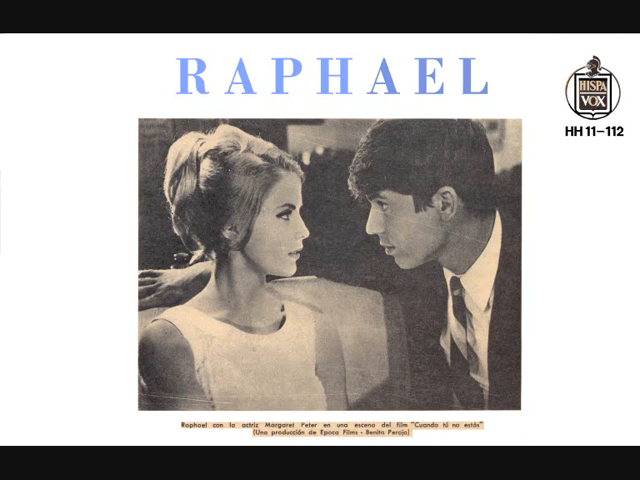 RAPHAEL
HISPA
VOX
HH 11-112
Raphael con la actriz Margaret Peter en una escena del film "Cuando tú no estás"
(Una producción de Epoca Films - Benito Perojo)